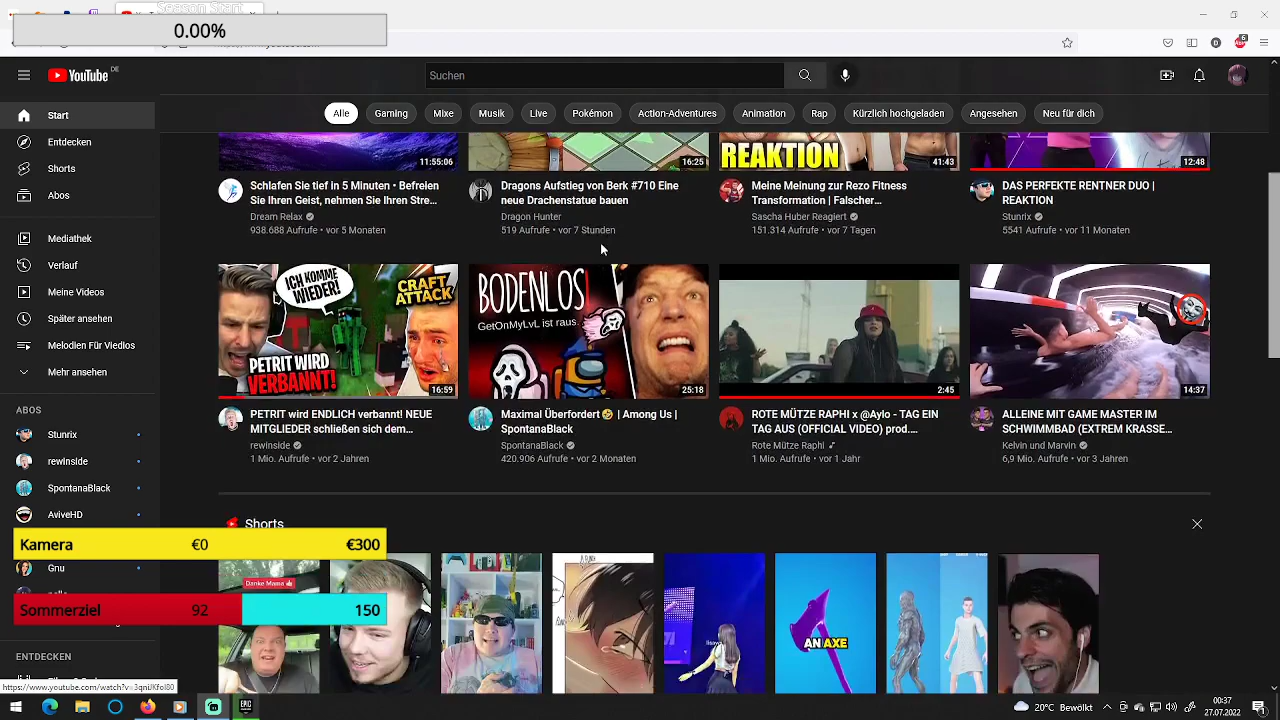 Season Start
0.00%
YouTube DE
Suchen
Alle
Gaming
Mixe
Musik
Live
Pokémon
Action-Adventures
Animation
Rap
Kürzlich hochgeladen
Angesehen
Neu für dich
Start
Entdecken
Shorts
Abos
Mediathek
Verlauf
Meine Videos
Später ansehen
Melodien Für Viedlos
Mehr ansehen
ABOS
Stunrix
rewinside
SpontanaBlack
AviveHD
Gnu
ENTDECKEN
11:55:06
Schlafen Sie tief in 5 Minuten • Befreien
Sie Ihren Geist, nehmen Sie Ihren Stre...
Dream Relax
938.688 Aufrufe • vor 5 Monaten
16:25
Dragons Aufstieg von Berk #710 Eine
neue Drachenstatue bauen
Dragon Hunter
519 Aufrufe • vor 7 Stunden
REAKTION
41:43
Meine Meinung zur Rezo Fitness
Transformation | Falscher...
Sascha Huber Reagiert
151.314 Aufrufe • vor 7 Tagen
12:48
DAS PERFEKTE RENTNER DUO |
REAKTION
Stunrix
5541 Aufrufe • vor 11 Monaten
ICH KOMME
WIEDER!
CRAFT
ATTACK
PETRIT WIRD
VERBANNT!
16:59
PETRIT wird ENDLICH verbannt! NEUE
MITGLIEDER schließen sich dem...
rewinside
1 Mio. Aufrufe • vor 2 Jahren
BODENLOS
GetOnMyLvL ist raus.
25:18
Maximal Überfordert🤣 | Among Us |
SpontanaBlack
SpontanaBlack
420.906 Aufrufe • vor 2 Monaten
2:45
ROTE MÜTZE RAPHI x @Aylo - TAG EIN
TAG AUS (OFFICIAL VIDEO) prod....
Rote Mütze Raphi
1 Mio. Aufrufe • vor 1 Jahr
14:37
ALLEINE MIT GAME MASTER IM
SCHWIMMBAD (EXTREM KRASSE...
Kelvin und Marvin
6,9 Mio. Aufrufe • vor 3 Jahren
Shorts
Kamera €0 €300
Danke Mama
Sommerziel 92 150
AN AXE
https://www.youtube.com/watch?v=3qniJKfol80
20°C Bewölkt
00:37
27.07.2022